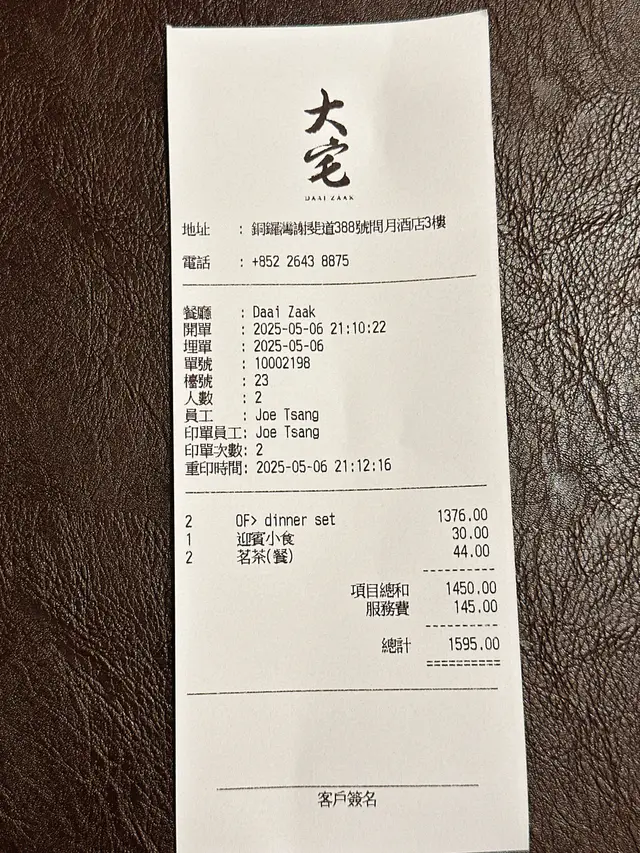 大宅
DAAI ZAAK
地址 : 銅鑼灣謝斐道388號問月酒店3樓
電話 : +852 2643 8875
餐廳 : Daai Zaak
開單 : 2025-05-06 21:10:22
埋單 : 2025-05-06
單號 : 10002198
檯號 : 23
人數 : 2
員工 : Joe Tsang
印單員工: Joe Tsang
印單次數: 2
重印時間: 2025-05-06 21:12:16
2 OF> dinner set 1376.00
1 迎賓小食 30.00
2 茗茶(餐) 44.00
項目總和 1450.00
服務費 145.00
總計 1595.00
客戶簽名